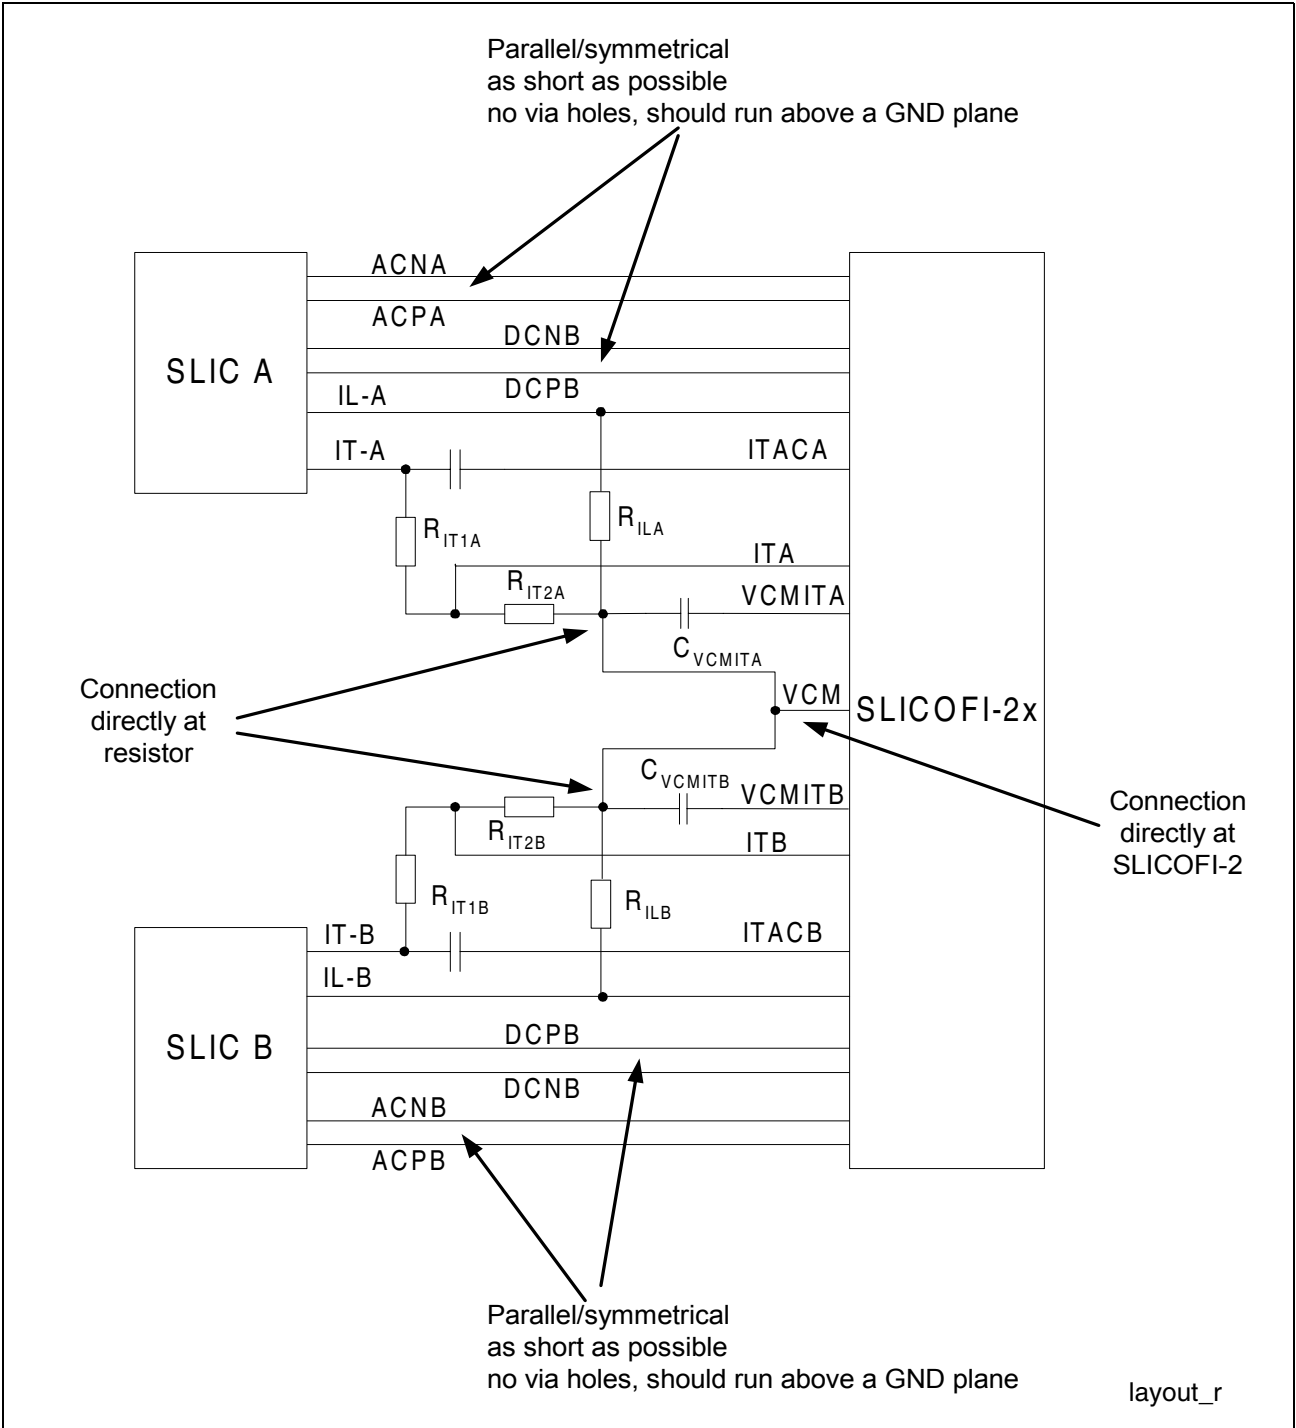 Parallel/symmetrical
as short as possible
no via holes, should run above a GND plane
ACNA
ACPA
DCNB
SLIC A
DCPB
IL-A
IT-A
ITACA
RIT1A
RILA
ITA
RIT2A
VCMITA
CVCMITA
Connection
directly at
resistor
VCM
SLICOFI-2x
CVCMITB
VCMITB
Connection
directly at
SLICOFI-2
RIT2B
ITB
RIT1B
RILB
IT-B
ITACB
IL-B
SLIC B
DCPB
DCNB
ACNB
ACPB
Parallel/symmetrical
as short as possible
no via holes, should run above a GND plane
layout_r